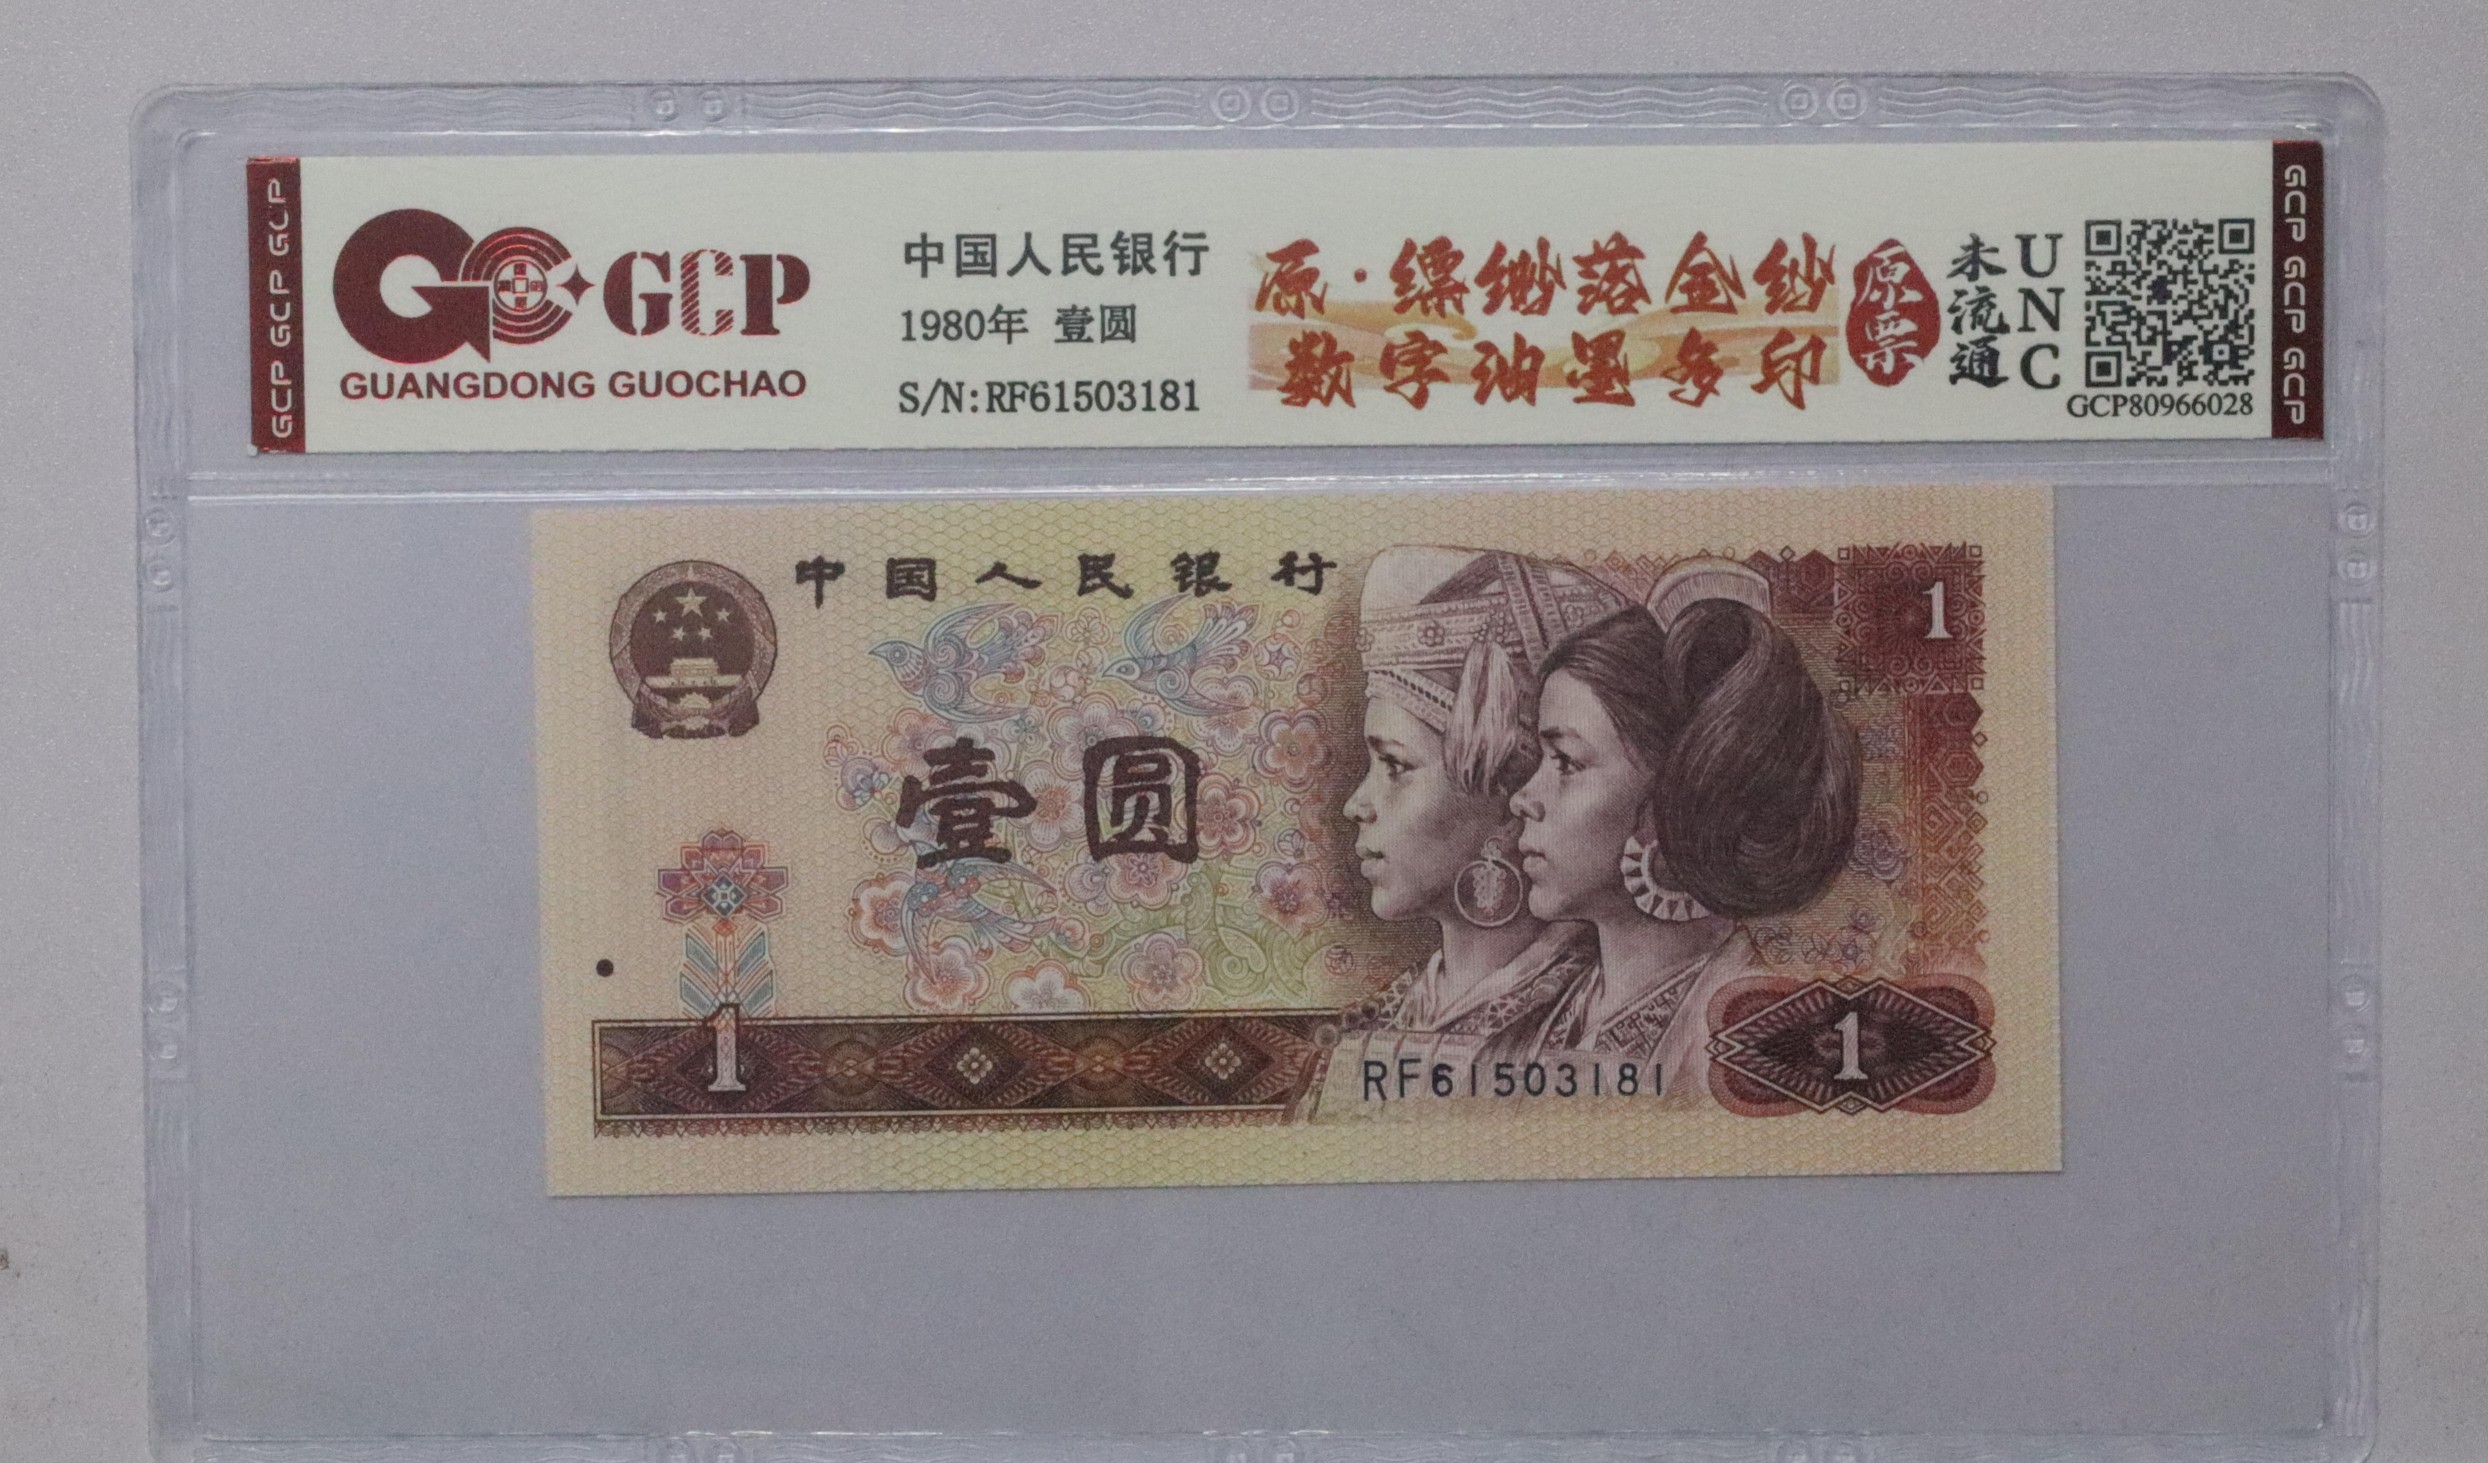 GCP GCP GCP
GCP
GUANGDONG GUOCHAO
中国人民银行
1980年 壹圆
S/N:RF61503181
原·缥缈落金纱
数字油墨多印
原票
未流通
UNC
GCP80966028
GCP GCP GCP
中国人民银行
1
壹圆
1
RF61503181
1